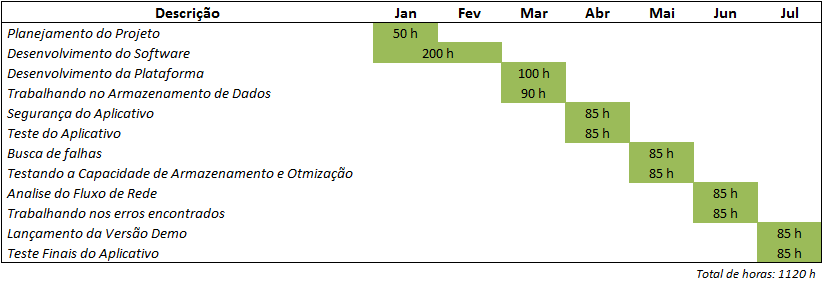 Descrição Jan Fev Mar Abr Mai Jun Jul
Planejamento do Projeto 50 h
Desenvolvimento do Software 200 h
Desenvolvimento da Plataforma 100 h
Trabalhando no Armazenamento de Dados 90 h
Segurança do Aplicativo 85 h
Teste do Aplicativo 85 h
Busca de falhas 85 h
Testando a Capacidade de Armazenamento e Otmização 85 h
Analise do Fluxo de Rede 85 h
Trabalhando nos erros encontrados 85 h
Lançamento da Versão Demo 85 h
Teste Finais do Aplicativo 85 h
Total de horas: 1120 h